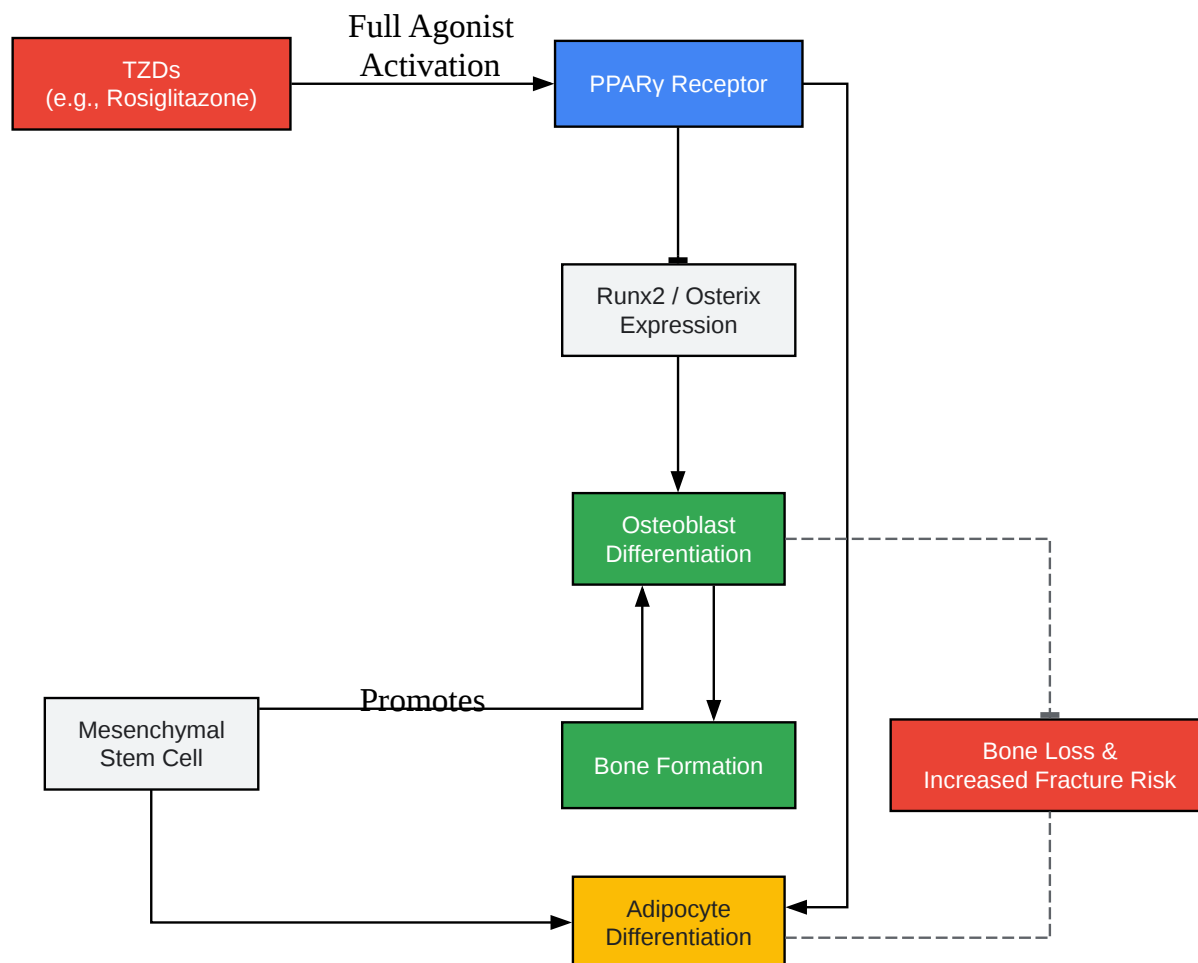 Full Agonist
Activation
TZDs
(e.g., Rosiglitazone)
PPARγ Receptor
Runx2 / Osterix
Expression
Osteoblast
Differentiation
Promotes
Mesenchymal
Stem Cell
Bone Formation
Bone Loss &
Increased Fracture Risk
Adipocyte
Differentiation